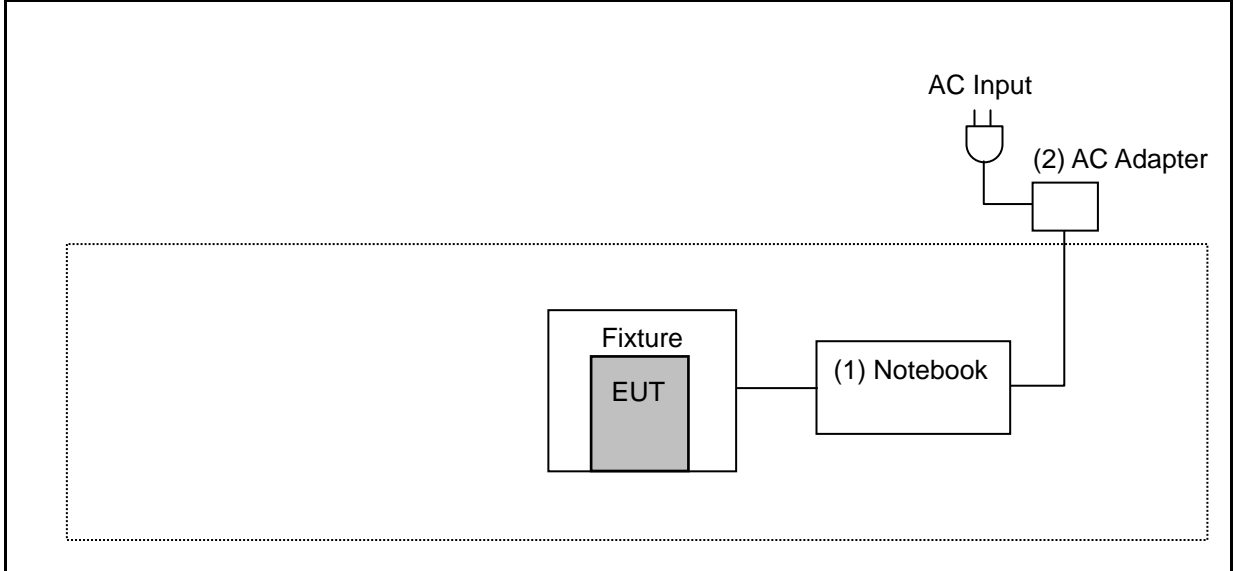 AC Input
(2) AC Adapter
Fixture
EUT
(1) Notebook